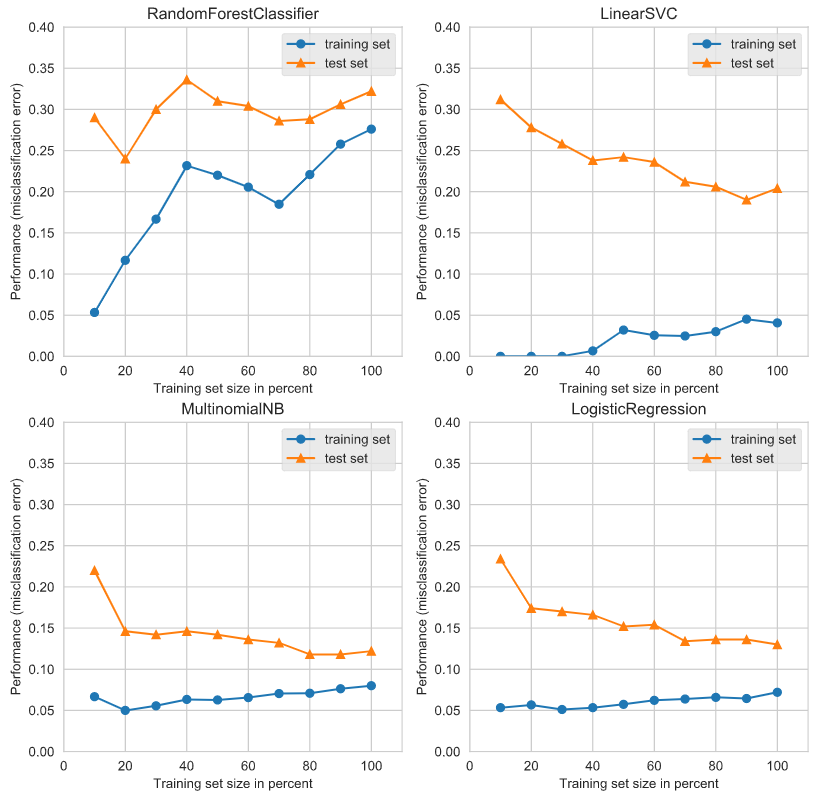 RandomForestClassifier
Performance (misclassification error)
0.40
0.35
0.30
0.25
0.20
0.15
0.10
0.05
0.00
training set
test set
0 20 40 60 80 100
Training set size in percent
LinearSVC
Performance (misclassification error)
0.40
0.35
0.30
0.25
0.20
0.15
0.10
0.05
0.00
training set
test set
0 20 40 60 80 100
Training set size in percent
MultinomialNB
Performance (misclassification error)
0.40
0.35
0.30
0.25
0.20
0.15
0.10
0.05
0.00
training set
test set
0 20 40 60 80 100
Training set size in percent
LogisticRegression
Performance (misclassification error)
0.40
0.35
0.30
0.25
0.20
0.15
0.10
0.05
0.00
training set
test set
0 20 40 60 80 100
Training set size in percent